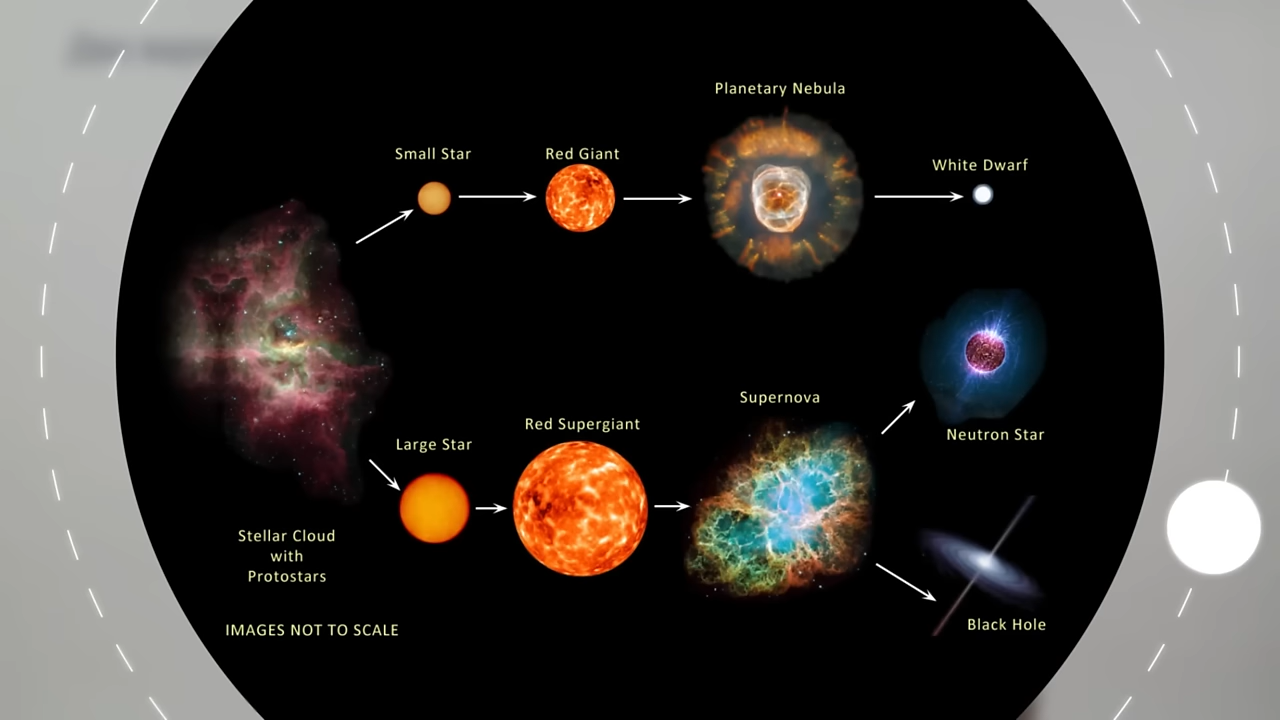 Planetary Nebula
Small Star
Red Giant
White Dwarf
Stellar Cloud
with
Protostars
Large Star
Red Supergiant
Supernova
Neutron Star
Black Hole
IMAGES NOT TO SCALE